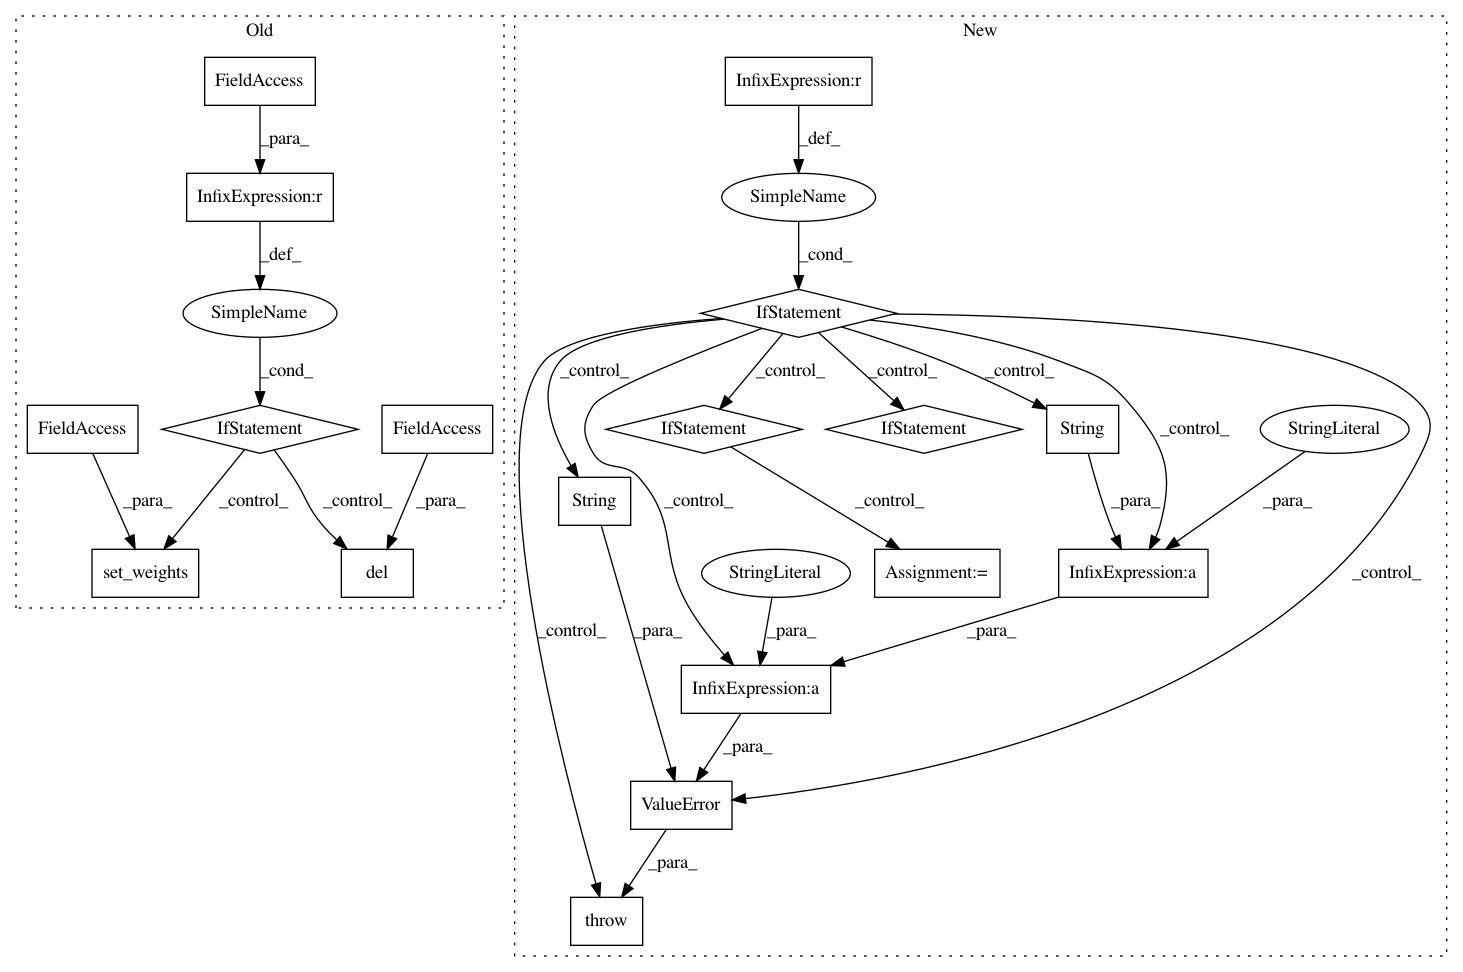 Old
New
FieldAccess
InfixExpression:r
_para_
_def_
InfixExpression:r
SimpleName
_def_
_cond_
SimpleName
IfStatement
_cond_
_control_
_control_
_control_
_control_
FieldAccess
IfStatement
FieldAccess
IfStatement
IfStatement
String
_control_
StringLiteral
_para_
_control_
_control_
_para_
String
_control_
_control_
_para_
_para_
set_weights
del
StringLiteral
Assignment:=
InfixExpression:a
_control_
_control_
_para_
_para_
_para_
InfixExpression:a
_para_
ValueError
_para_
throw